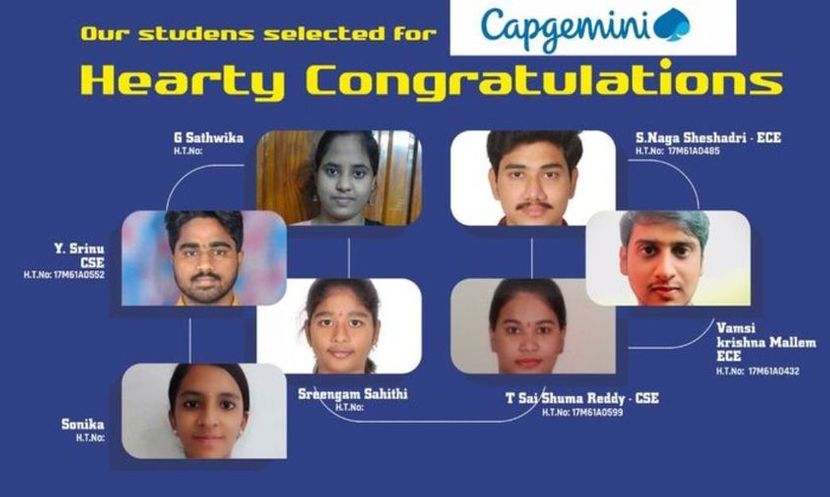 Our studens selected for
Capgemini
Hearty Congratulations
G Sathwika
H.T.No:
S.Naga Sheshadri - ECE
H.T.No: 17M61A0485
Y. Srinu
CSE
H.T.No: 17M61A0552
Vamsi
krishna Mallem
ECE
H.T.No: 17M61A0432
Sreengam Sahithi
H.T.No:
T Sai Shuma Reddy - CSE
H.T.No: 17M61A0599
Sonika
H.T.No: